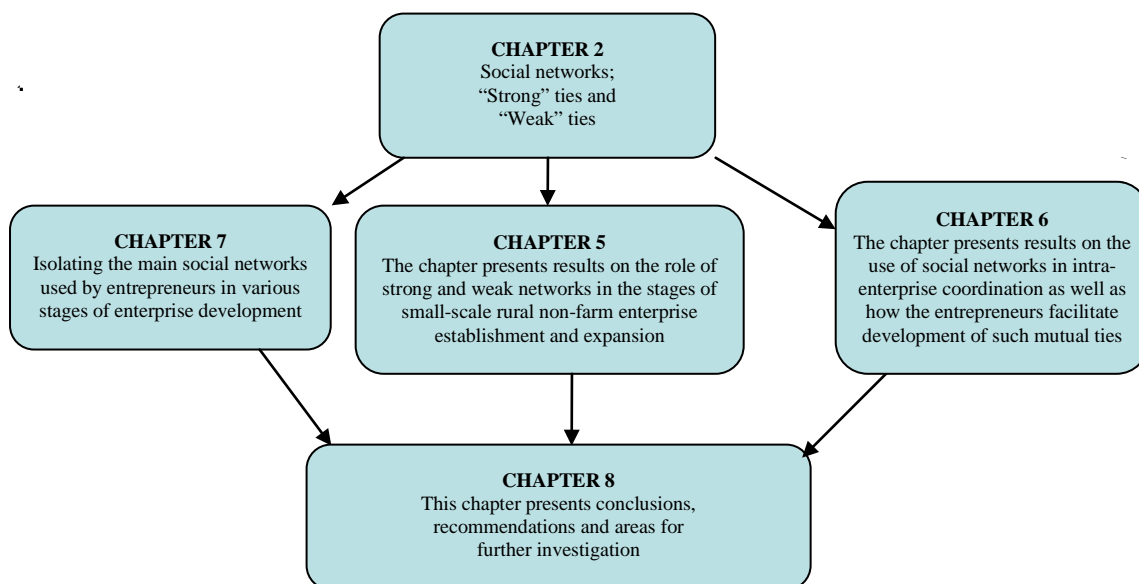 CHAPTER 2
Social networks;
“Strong” ties and
“Weak” ties
CHAPTER 7
Isolating the main social networks
used by entrepreneurs in various
stages of enterprise development
CHAPTER 5
The chapter presents results on the role of
strong and weak networks in the stages of
small-scale rural non-farm enterprise
establishment and expansion
CHAPTER 6
The chapter presents results on the
use of social networks in intra-
enterprise coordination as well as
how the entrepreneurs facilitate
development of such mutual ties
CHAPTER 8
This chapter presents conclusions,
recommendations and areas for
further investigation